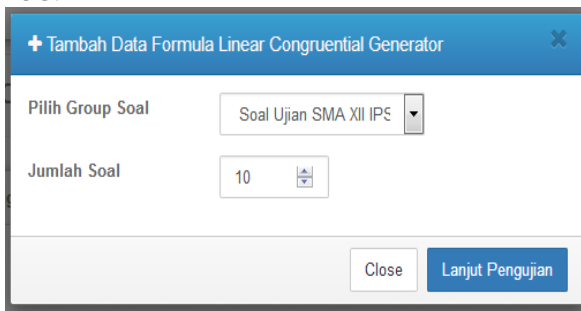 + Tambah Data Formula Linear Congruential Generator ×
Pilih Group Soal
Soal Ujian SMA XII IPS
Jumlah Soal
10
Close
Lanjut Pengujian